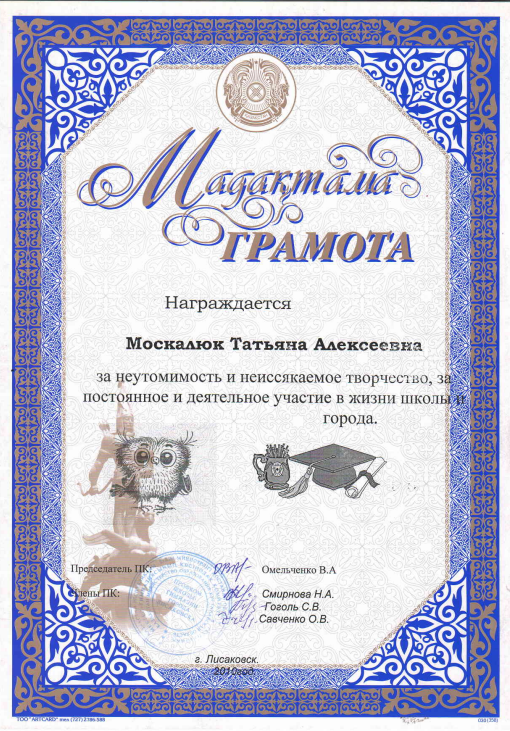 Мадақтама
ГРАМОТА
Награждается
Москалюк Татьяна Алексеевна
за неутомимость и неиссякаемое творчество, за
постоянное и деятельное участие в жизни школы и
города.
Председатель ПК: Омельченко В.А
Члены ПК: Смирнова Н.А.
Гоголь С.В.
Савченко О.В.
г. Лисаковск.
2010год.
ТОО "ARTCARD"